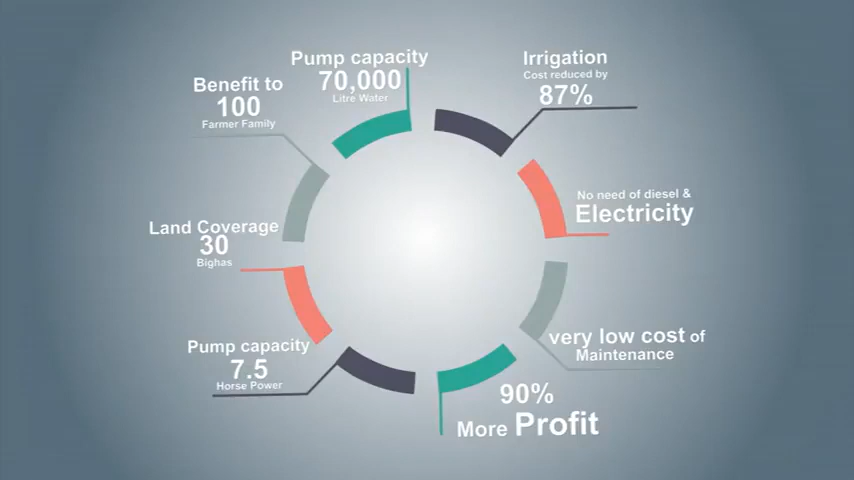 Pump capacity
70,000
Litre Water
Irrigation
Cost reduced by
87%
Benefit to
100
Farmer Family
No need of diesel &
Electricity
Land Coverage
30
Bighas
very low cost of
Maintenance
Pump capacity
7.5
Horse Power
90%
More Profit